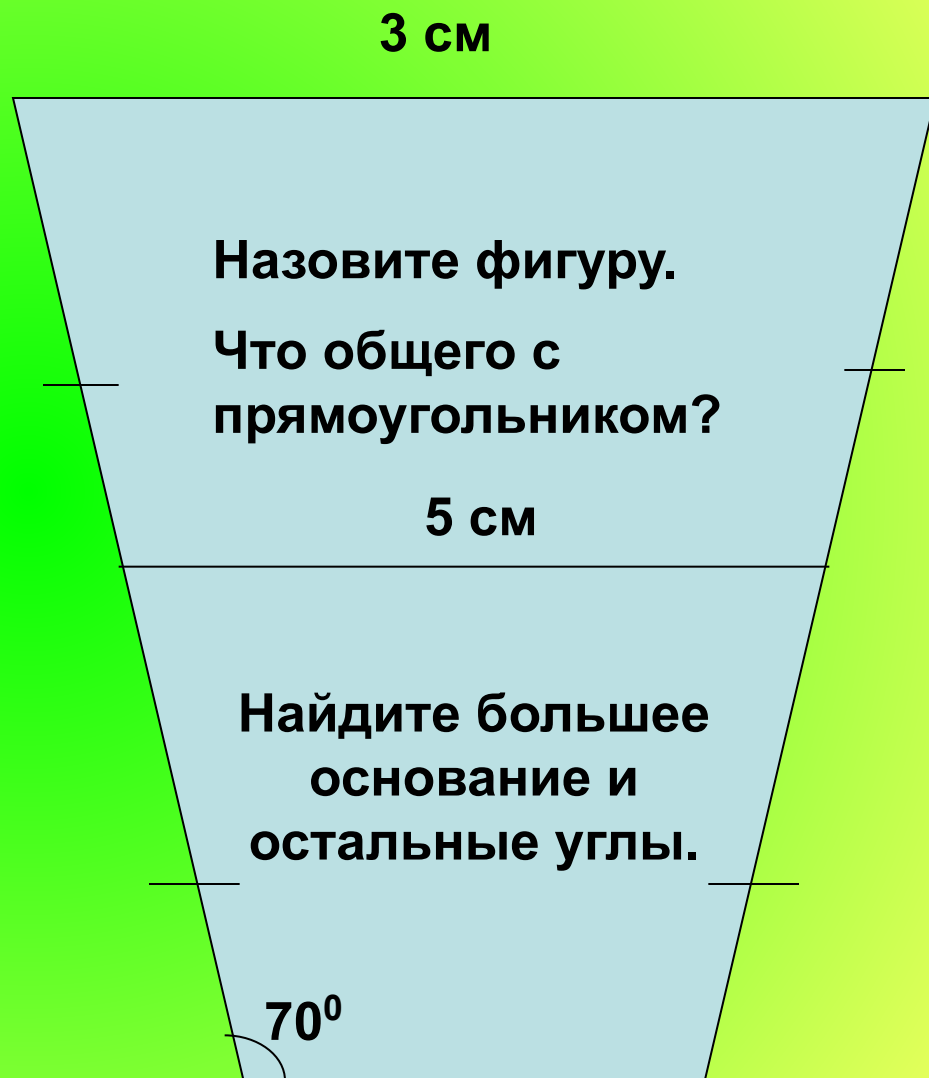 3 см
Назовите фигуру.
Что общего с
прямоугольником?
5 см
Найдите большее
основание и
остальные углы.
70⁰